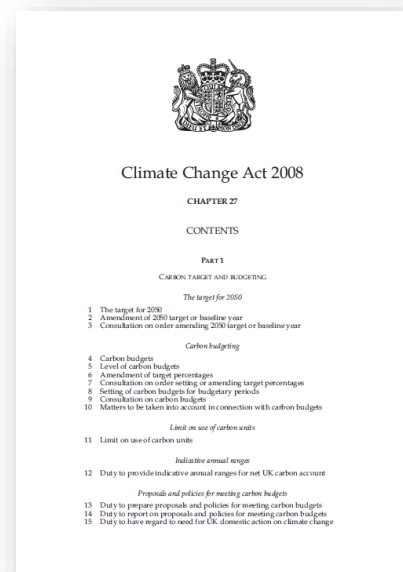 Climate Change Act 2008
CHAPTER 27
CONTENTS
PART 1
CARBON TARGET AND BUDGETING
The target for 2050
1 The target for 2050
2 Amendment of 2050 target or baseline year
3 Consultation on order amending 2050 target or baseline year
Carbon budgeting
4 Carbon budgets
5 Level of carbon budgets
6 Amendment of target percentages
7 Consultation on order setting or amending target percentages
8 Setting of carbon budgets for budgetary periods
9 Consultation on carbon budgets
10 Matters to be taken into account in connection with carbon budgets
Limit on use of carbon units
11 Limit on use of carbon units
Indicative annual ranges
12 Duty to provide indicative annual ranges for net UK carbon account
Proposals and policies for meeting carbon budgets
13 Duty to prepare proposals and policies for meeting carbon budgets
14 Duty to report on proposals and policies for meeting carbon budgets
15 Duty to have regard to need for UK domestic action on climate change